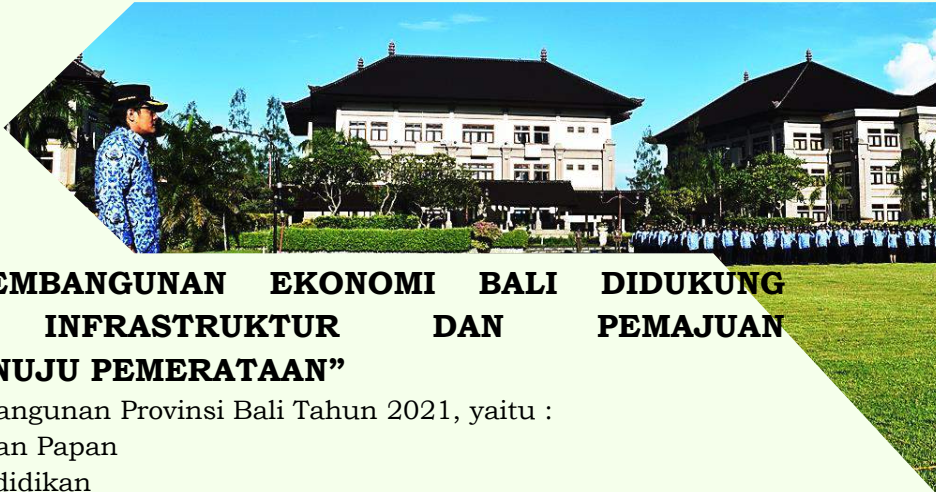 EMBANGUNAN EKONOMI BALI DIDUKUNG
INFRASTRUKTUR DAN PEMAJUAN
NUJU PEMERATAAN”
angunan Provinsi Bali Tahun 2021, yaitu :
an Papan
didikan